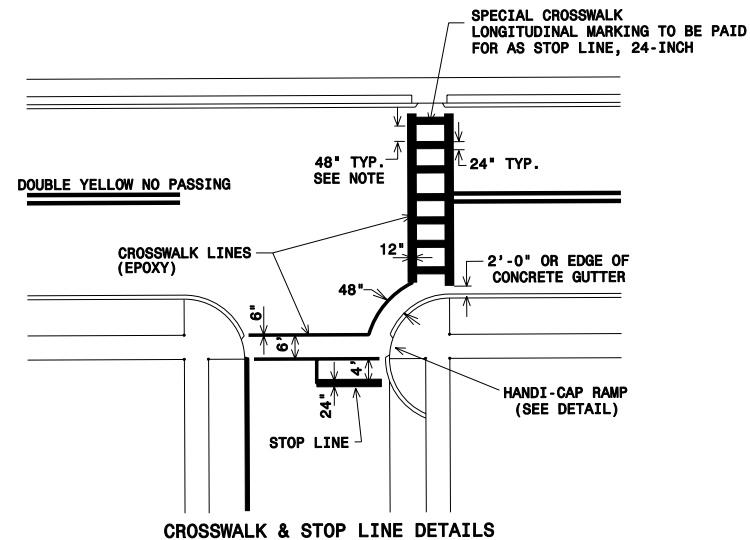 SPECIAL CROSSWALK
LONGITUDINAL MARKING TO BE PAID
FOR AS STOP LINE, 24-INCH
48" TYP.
SEE NOTE
24" TYP.
DOUBLE YELLOW NO PASSING
CROSSWALK LINES
(EPOXY)
12"
2'-0" OR EDGE OF
CONCRETE GUTTER
48"
6"
6'
4'
24"
HANDI-CAP RAMP
(SEE DETAIL)
STOP LINE
CROSSWALK & STOP LINE DETAILS